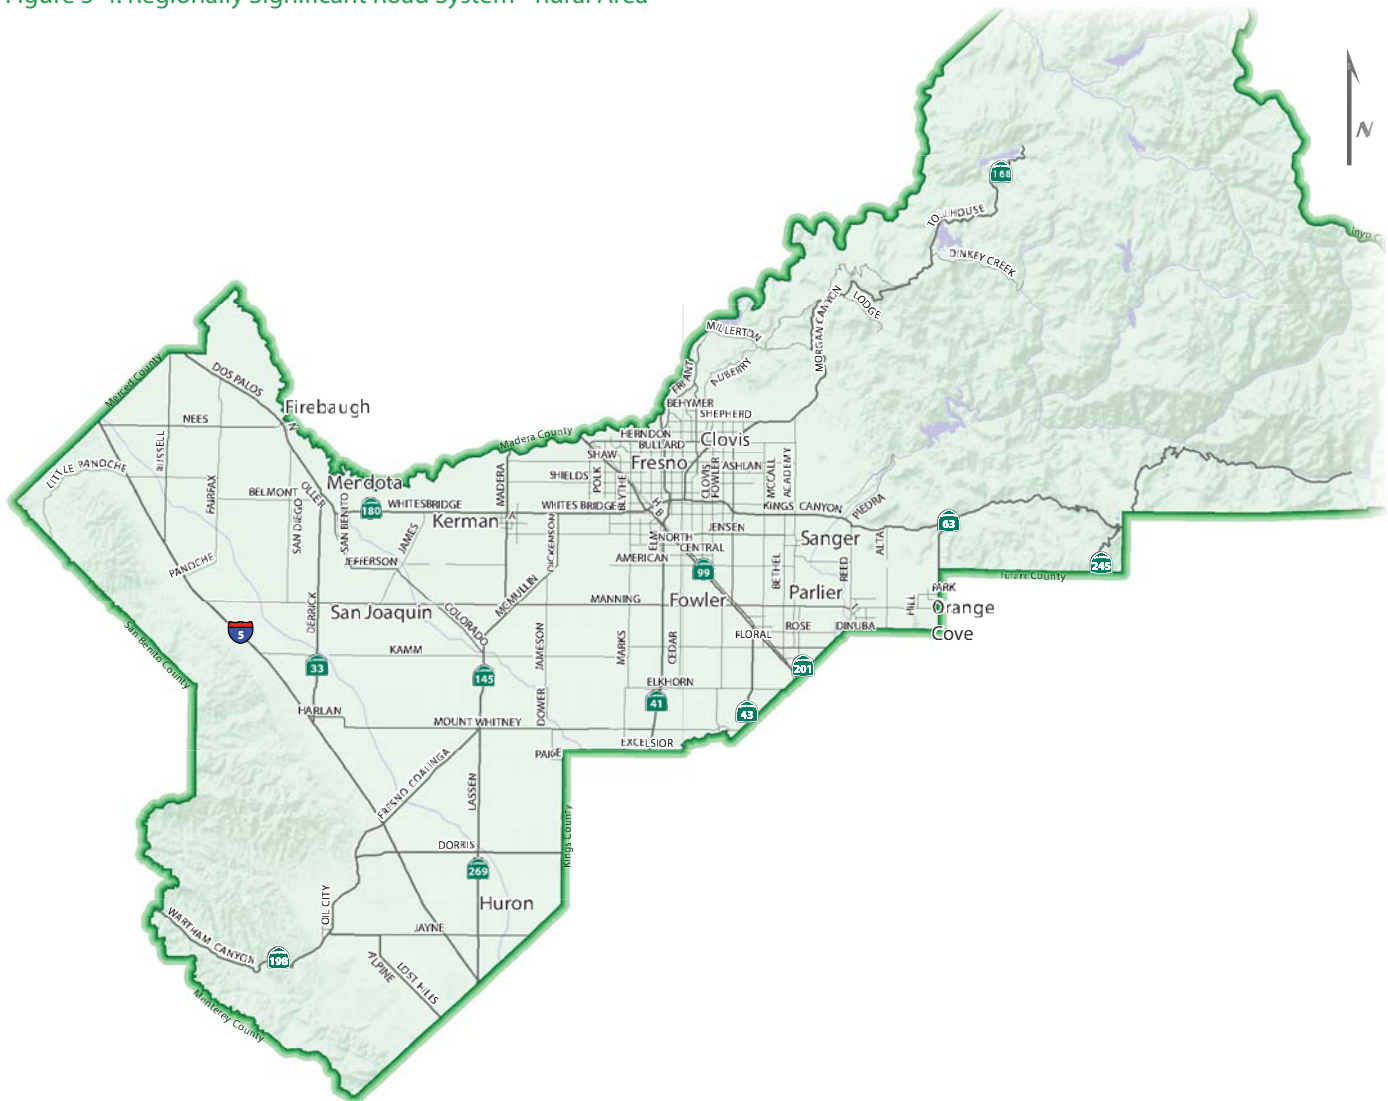 Regionally Significant Road System - Rural Area
N
168
TOLLHOUSE
Inyo Co
DINKEY CREEK
LODGE
MORGAN CANYON
MILLERTON
AUBERRY
FRIANT
Merced County
DOS PALOS
Firebaugh
BEHYMER
SHEPHERD
NEES
Madera County
HERNDON
BULLARD
Clovis
RUSSELL
SHAW
Fresno
ASHLAN
LITTLE PANOCHE
SHIELDS
POLK
BLYTHE
CLOVIS
FOWLER
MCCALL
ACADEMY
FAIRFAX
Mendota
MADERA
BELMONT
OLLER
180
WHITESBRIDGE
WHITES BRIDGE
KINGS CANYON
PIEDRA
SAN DIEGO
SAN BENITO
Kerman
JAMES
DICKENSON
ELM
NORTH
JENSEN
63
CENTRAL
Sanger
ALTA
PANOCHE
JEFFERSON
AMERICAN
99
BETHEL
REED
245
Tulare County
DERRICK
San Joaquin
COLORADO
MCMULLIN
MANNING
Fowler
Parlier
HILL
PARK
Orange
Cove
5
San Benito County
ROSE
DINUBA
FLORAL
KAMM
JAMESON
MARKS
CEDAR
33
145
201
ELKHORN
41
43
HARLAN
MOUNT WHITNEY
DOWER
EXCELSIOR
PAIGE
FRESNO COALINGA
LASSEN
Kings County
DORRIS
269
OIL CITY
Huron
WARTHAM CANYON
JAYNE
198
ALPINE
LOST HILLS
Monterey County